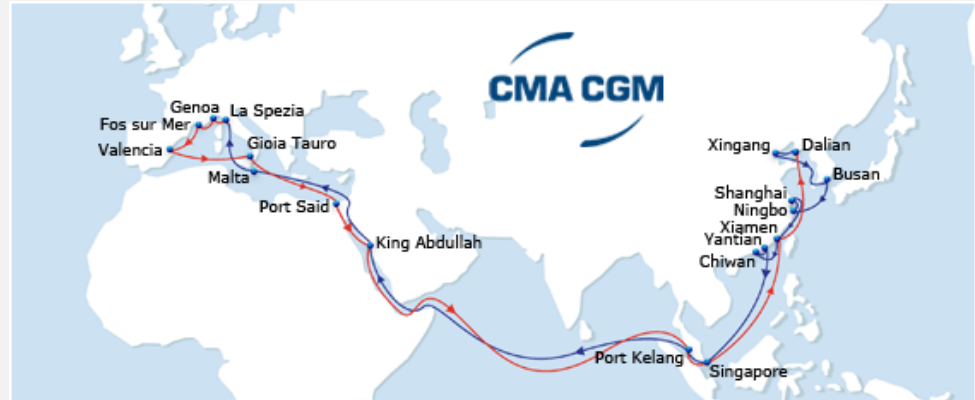 CMA CGM
Genoa
La Spezia
Fos sur Mer
Valencia
Gioia Tauro
Malta
Port Said
King Abdullah
Xingang
Dalian
Busan
Shanghai
Ningbo
Xiamen
Yantian
Chiwan
Port Kelang
Singapore